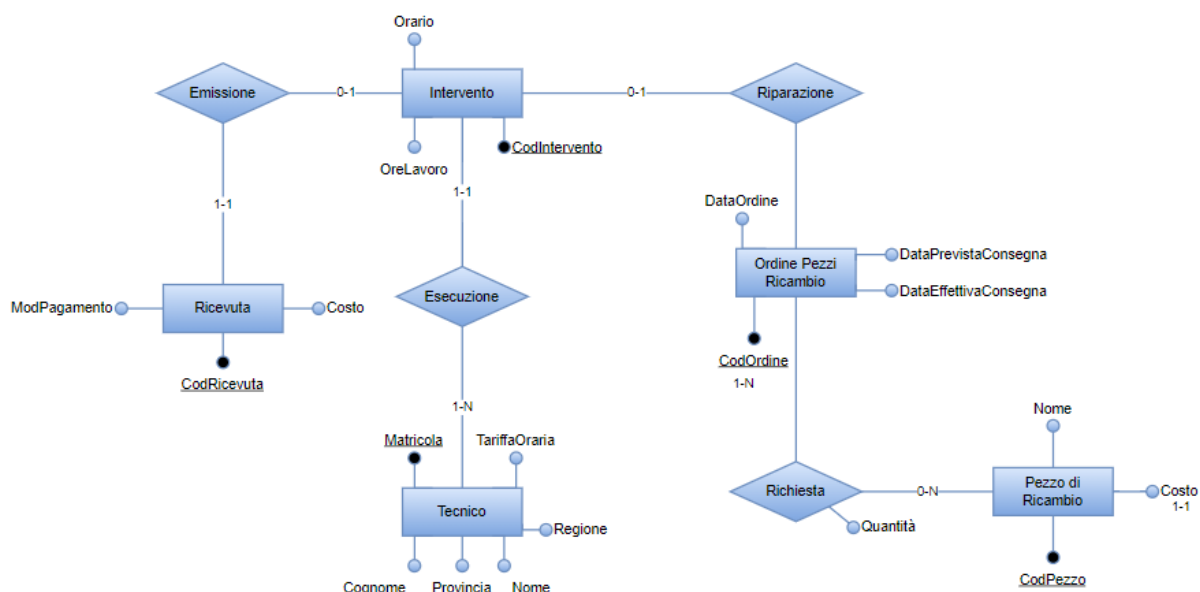 Orario
Emissione
0-1
Intervento
0-1
Riparazione
OreLavoro
CodIntervento
1-1
1-1
DataOrdine
Ordine Pezzi
Ricambio
DataPrevistaConsegna
DataEffettivaConsegna
ModPagamento
Ricevuta
Costo
Esecuzione
CodRicevuta
CodOrdine
1-N
1-N
Matricola
TariffaOraria
Nome
Richiesta
0-N
Pezzo di
Ricambio
Costo
1-1
Tecnico
Regione
Quantità
Cognome
Provincia
Nome
CodPezzo